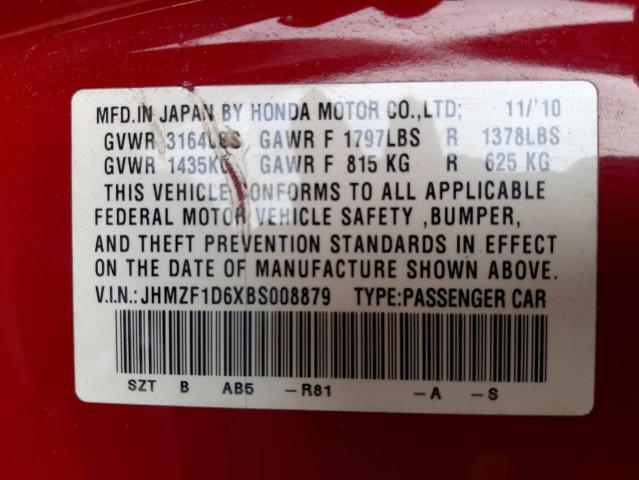 MFD.IN JAPAN BY HONDA MOTOR CO.,LTD; 11/'10
GVWR 3164LBS GAWR F 1797LBS R 1378LBS
GVWR 1435KG GAWR F 815 KG R 625 KG
THIS VEHICLE CONFORMS TO ALL APPLICABLE
FEDERAL MOTOR VEHICLE SAFETY ,BUMPER,
AND THEFT PREVENTION STANDARDS IN EFFECT
ON THE DATE OF MANUFACTURE SHOWN ABOVE.
V.I.N.:JHMZF1D6XBS008879 TYPE:PASSENGER CAR
SZT B AB5 -R81 -A -S